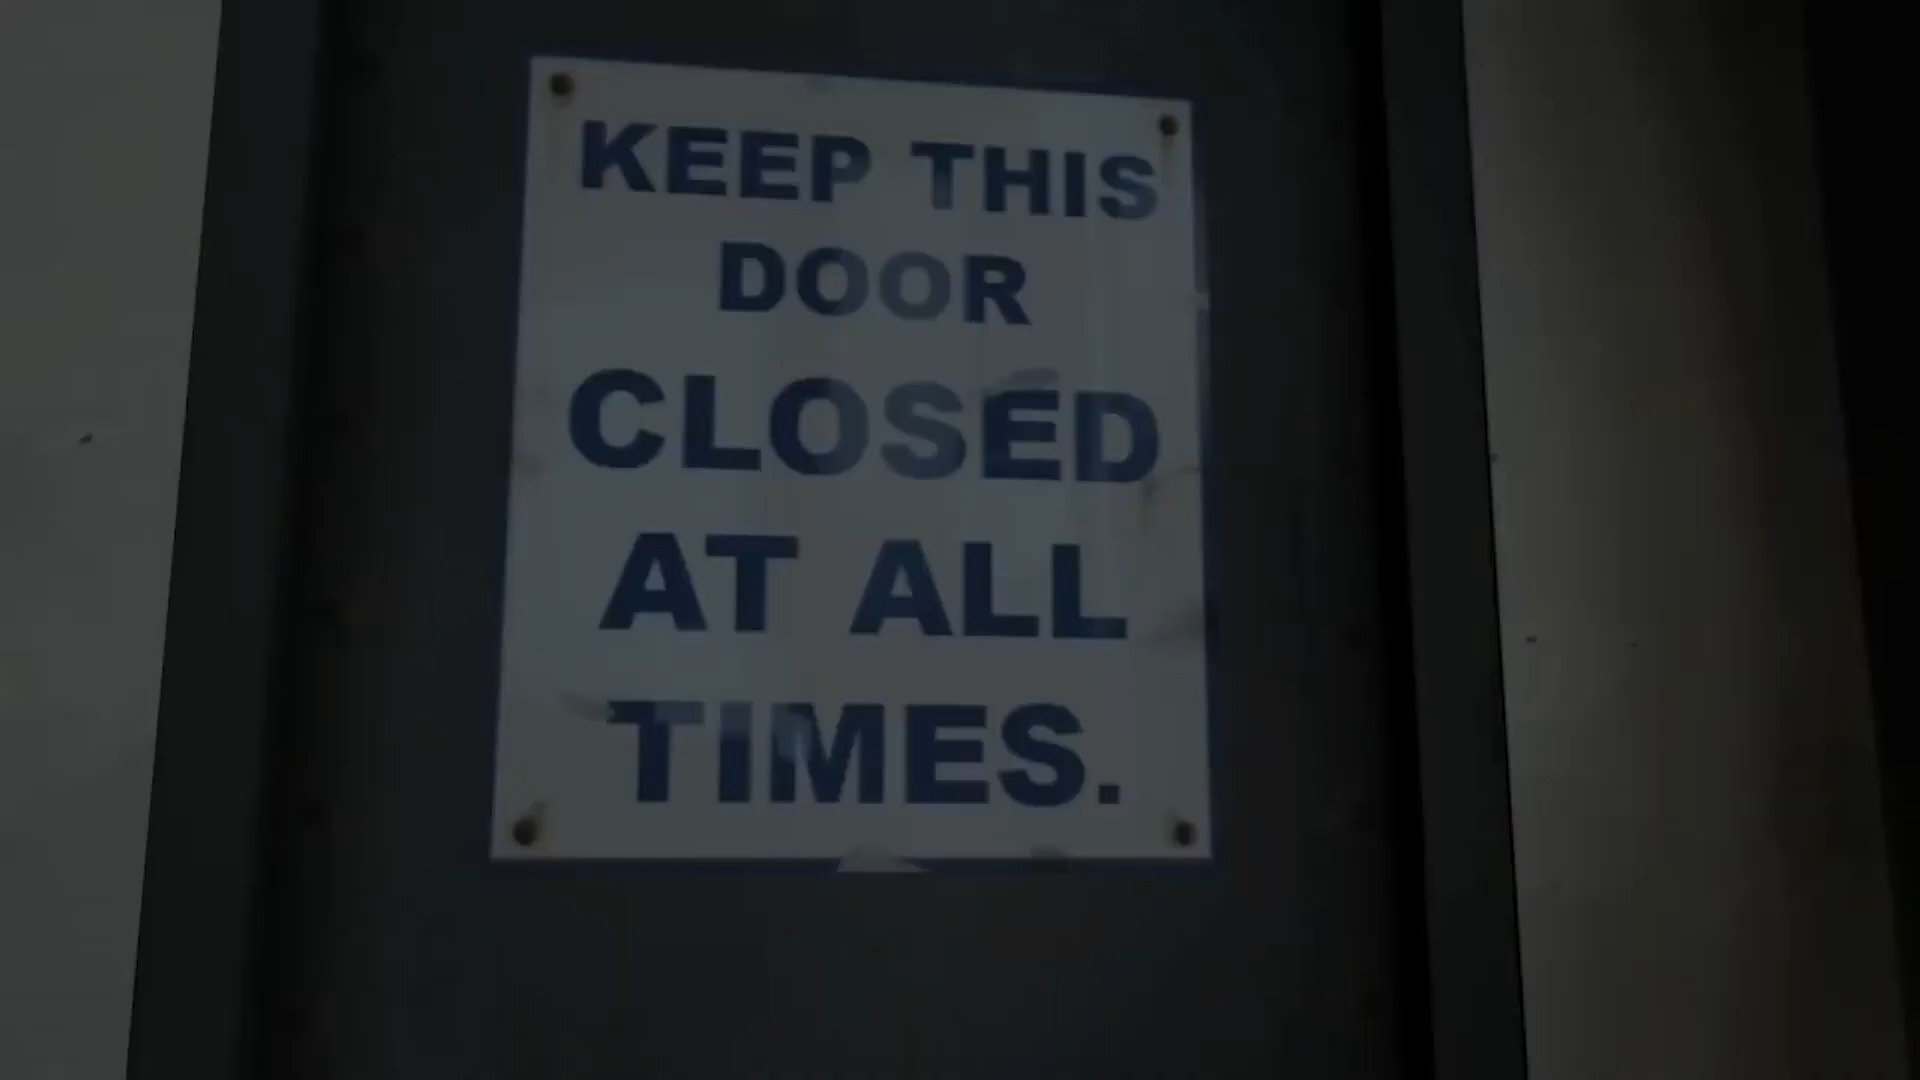 KEEP THIS
DOOR
CLOSED
AT ALL
TIMES.